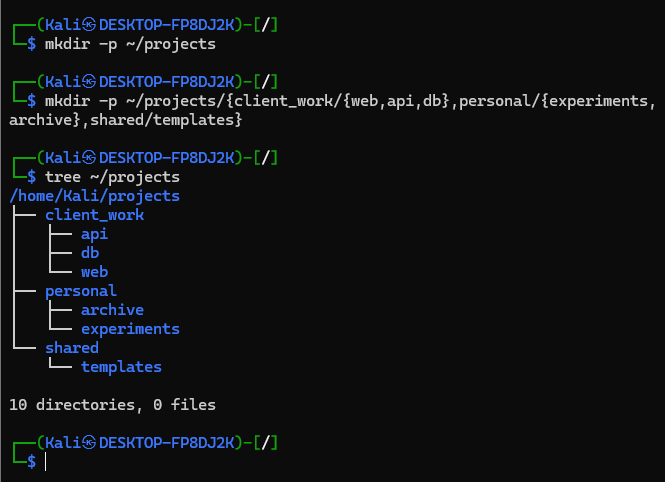 ┌──(Kali㉿DESKTOP-FP8DJ2K)-[/]
└─$ mkdir -p ~/projects
┌──(Kali㉿DESKTOP-FP8DJ2K)-[/]
└─$ mkdir -p ~/projects/{client_work/{web,api,db},personal/{experiments,
archive},shared/templates}
┌──(Kali㉿DESKTOP-FP8DJ2K)-[/]
└─$ tree ~/projects
/home/Kali/projects
├── client_work
│   ├── api
│   ├── db
│   └── web
├── personal
│   ├── archive
│   └── experiments
└── shared
    └── templates
10 directories, 0 files
┌──(Kali㉿DESKTOP-FP8DJ2K)-[/]
└─$